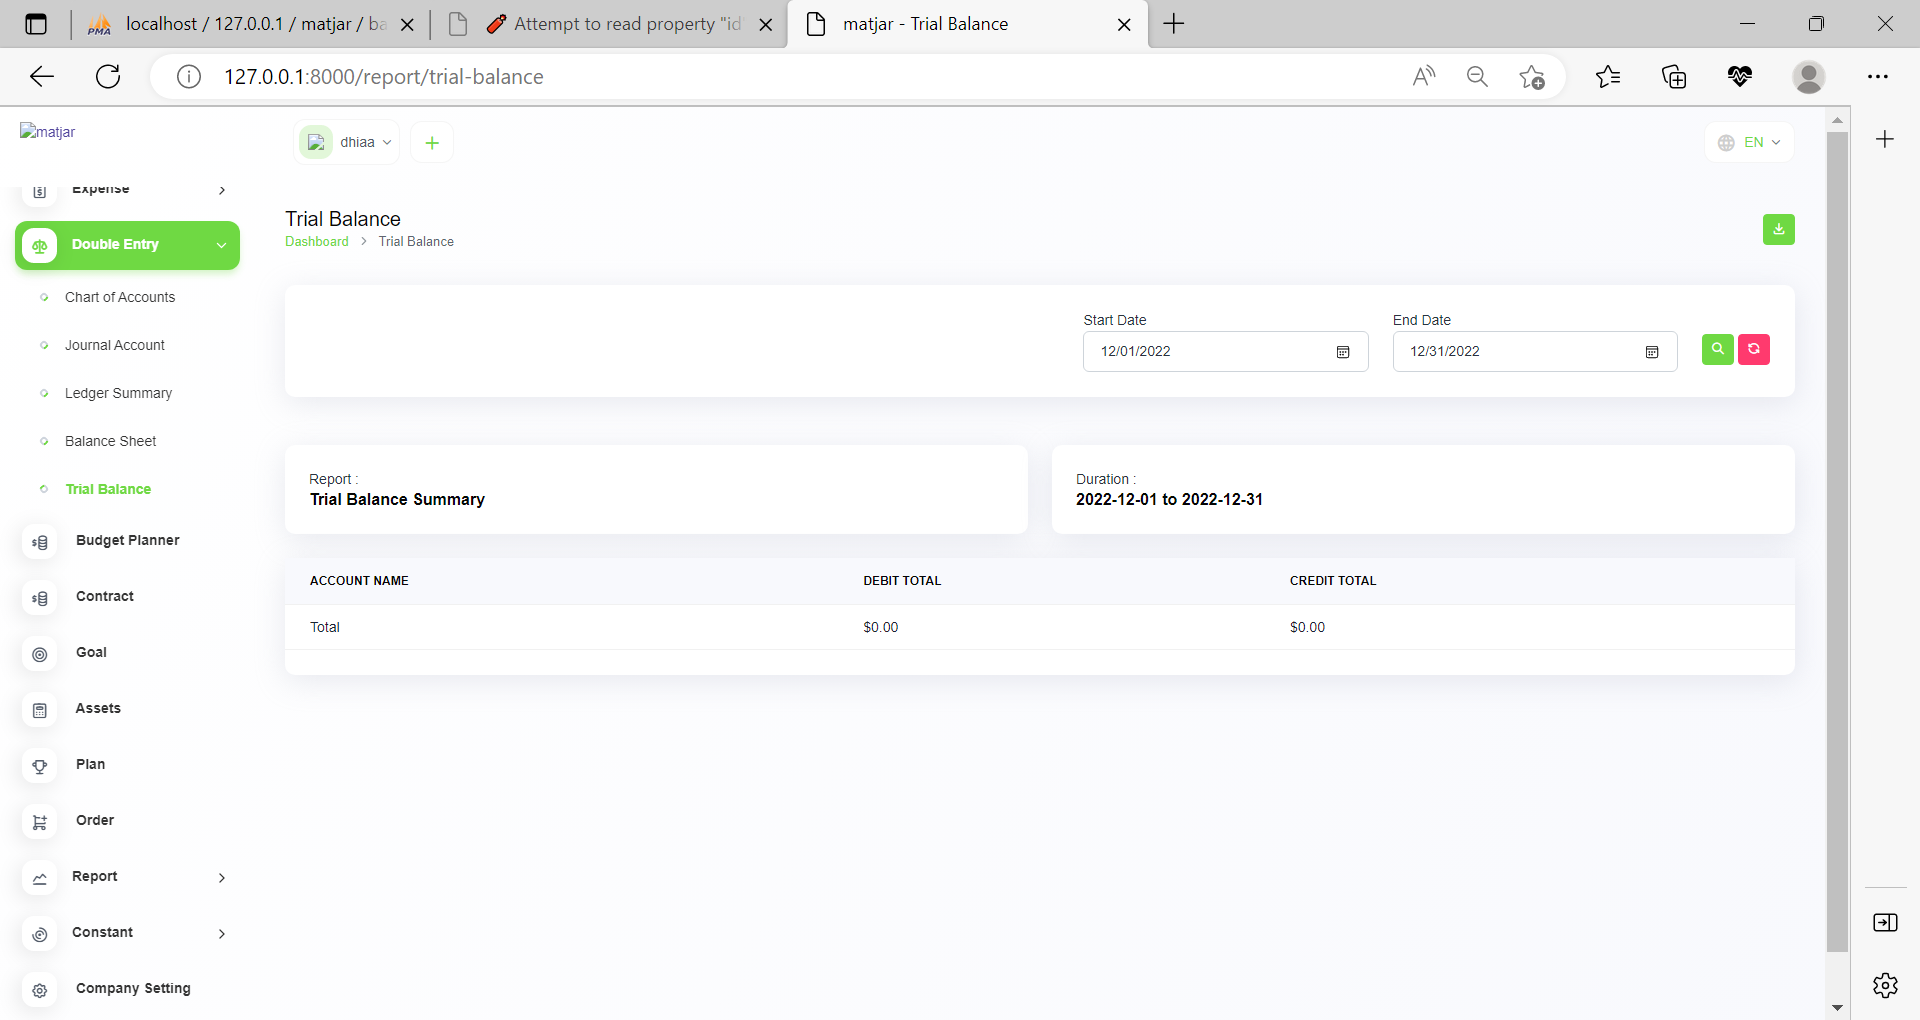 localhost / 127.0.0.1 / matjar / ba
Attempt to read property "id"
matjar - Trial Balance
127.0.0.1:8000/report/trial-balance
matjar
dhiaa
EN
Expense
Double Entry
Chart of Accounts
Journal Account
Ledger Summary
Balance Sheet
Trial Balance
Budget Planner
Contract
Goal
Assets
Plan
Order
Report
Constant
Company Setting
Trial Balance
Dashboard > Trial Balance
Start Date
End Date
12/01/2022
12/31/2022
Report :
Trial Balance Summary
Duration :
2022-12-01 to 2022-12-31
ACCOUNT NAME DEBIT TOTAL CREDIT TOTAL
Total $0.00 $0.00